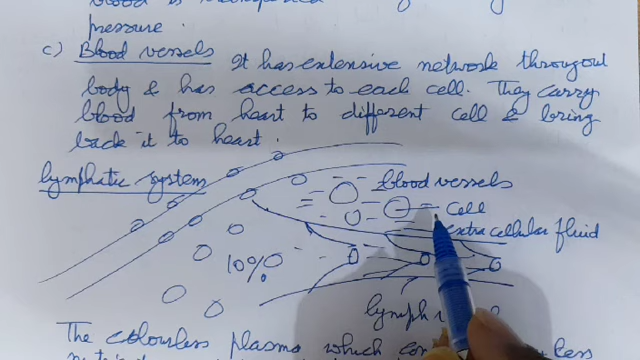 pressure.
c) Blood vessels It has extensive network througout
body & has access to each cell. They carry
blood from heart to different cell & bring
back it to heart.
lymphatic system
blood vessels
cell
extra cellular fluid
10%
lymph
The colourless plasma which